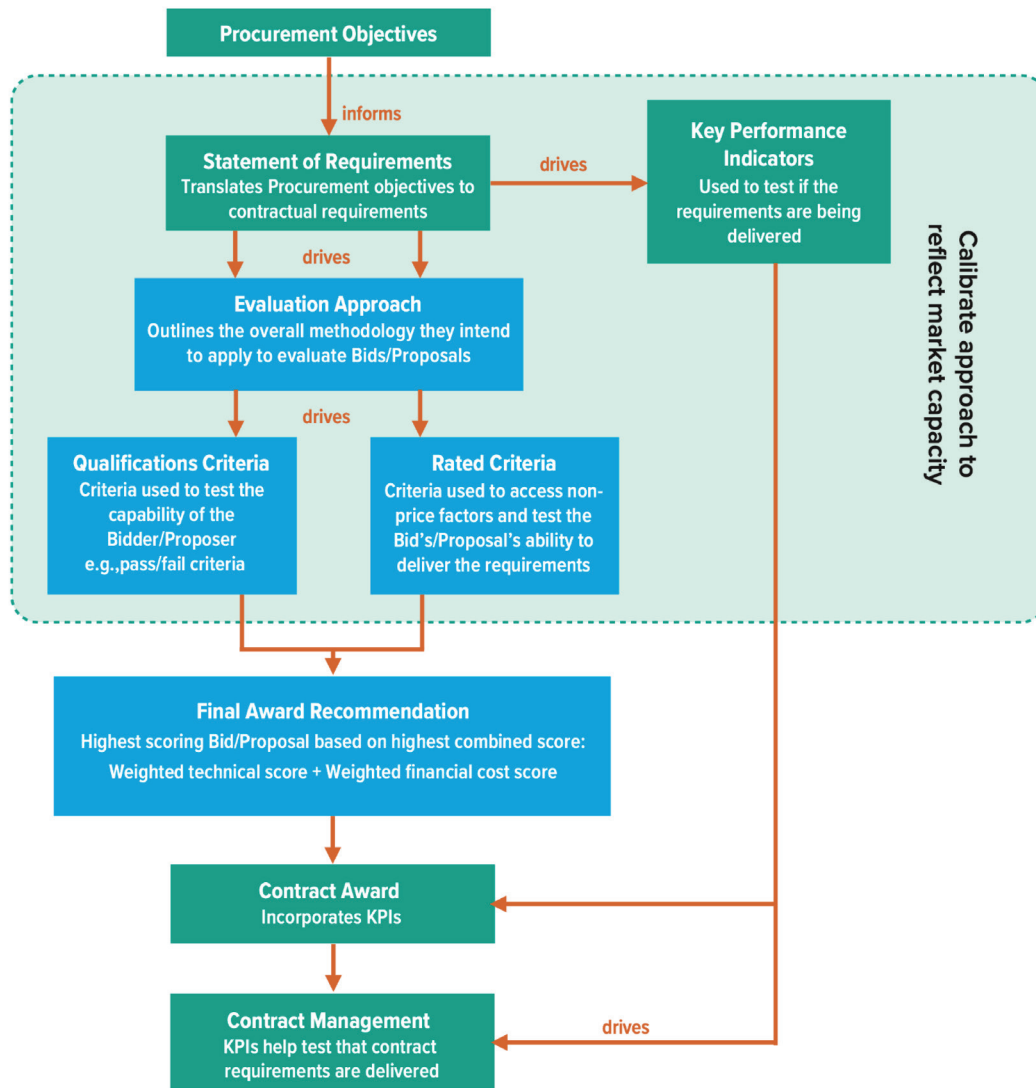 Procurement Objectives
informs
Statement of Requirements
Translates Procurement objectives to
contractual requirements
drives
Key Performance
Indicators
Used to test if the
requirements are being
delivered
Calibrate approach to
reflect market capacity
drives
Evaluation Approach
Outlines the overall methodology they intend
to apply to evaluate Bids/Proposals
drives
Qualifications Criteria
Criteria used to test the
capability of the
Bidder/Proposer
e.g.,pass/fail criteria
Rated Criteria
Criteria used to access non-
price factors and test the
Bid's/Proposal's ability to
deliver the requirements
Final Award Recommendation
Highest scoring Bid/Proposal based on highest combined score:
Weighted technical score + Weighted financial cost score
Contract Award
Incorporates KPIs
Contract Management
KPIs help test that contract
requirements are delivered
drives